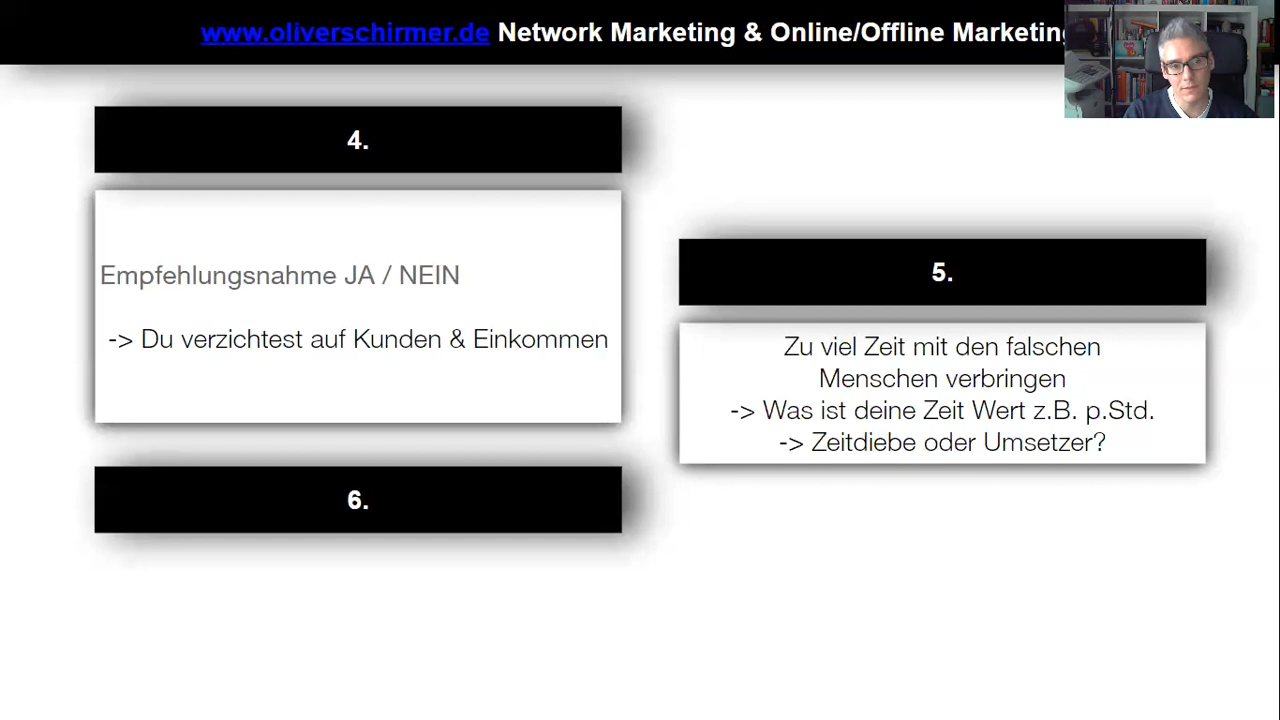 www.oliverschirmer.de Network Marketing & Online/Offline Marketing
4.
Empfehlungsnahme JA / NEIN
-> Du verzichtest auf Kunden & Einkommen
5.
Zu viel Zeit mit den falschen
Menschen verbringen
-> Was ist deine Zeit Wert z.B. p.Std.
-> Zeitdiebe oder Umsetzer?
6.